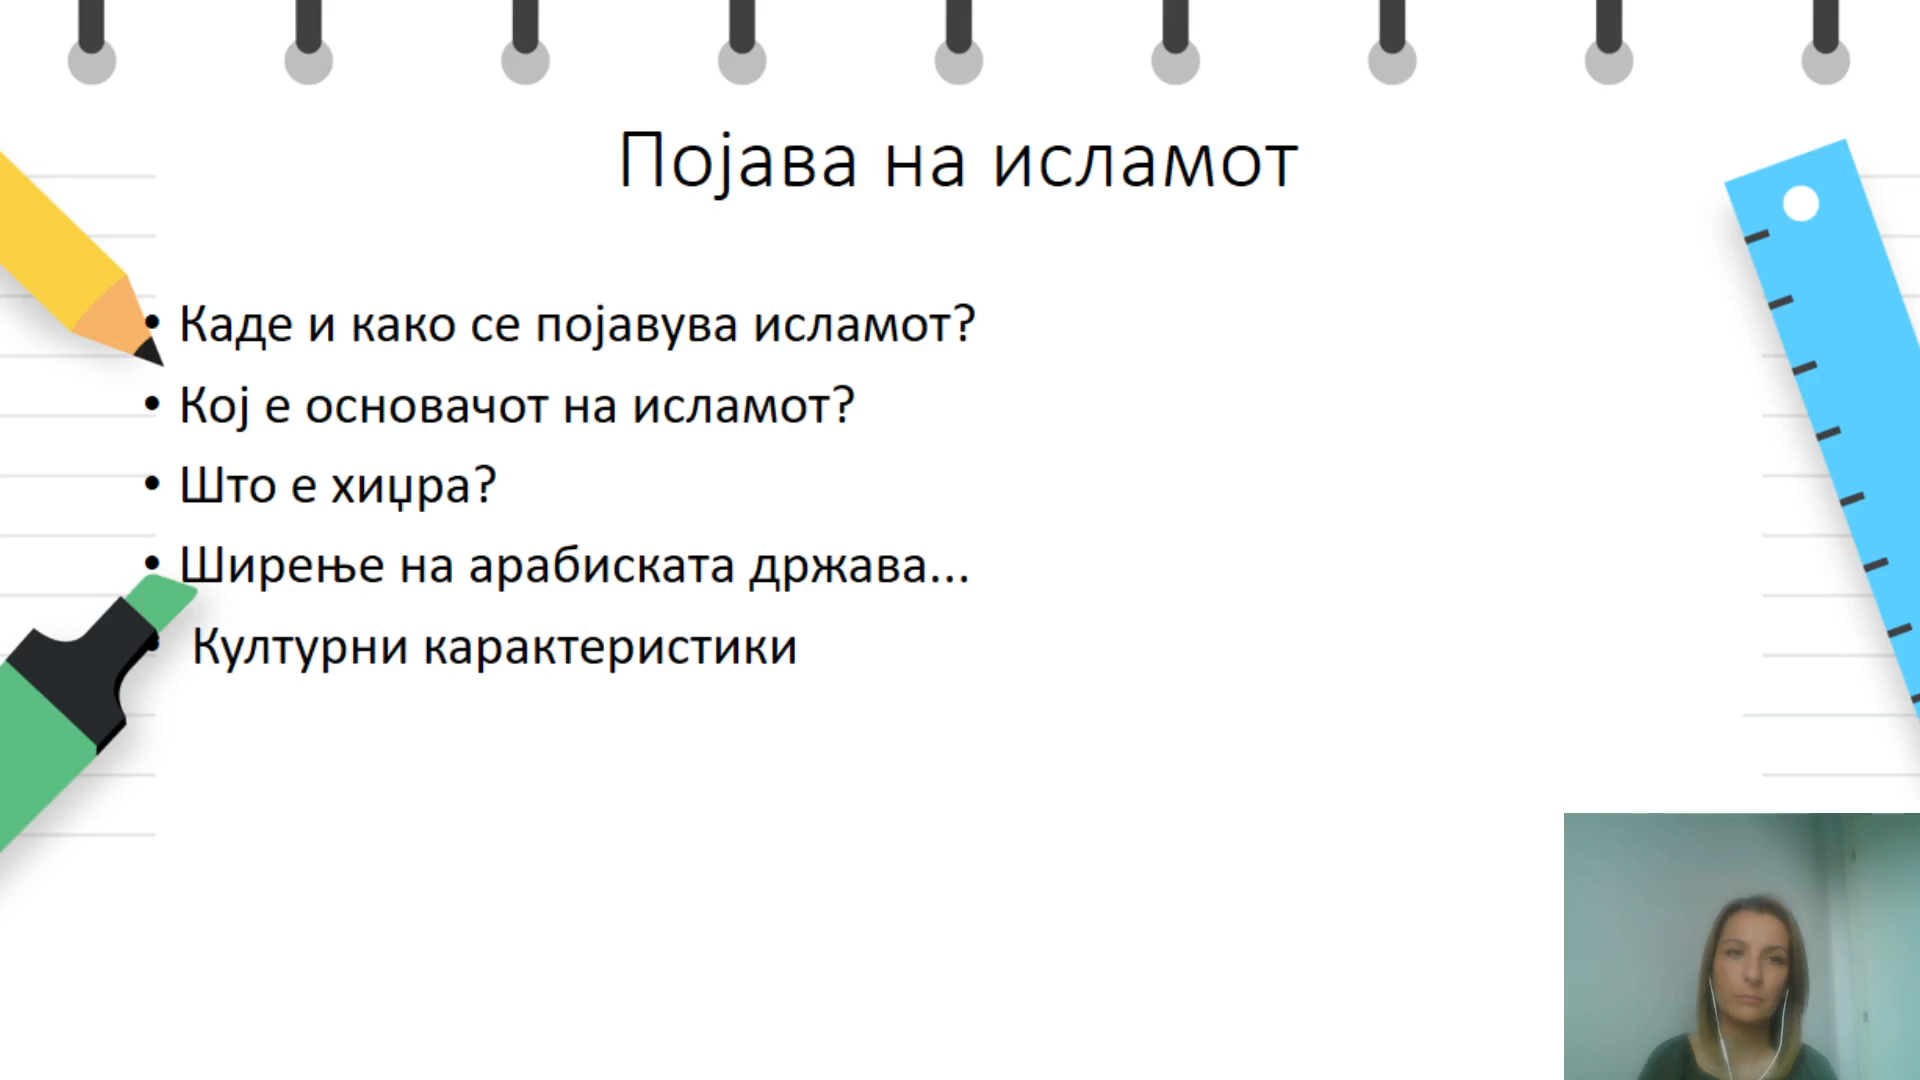 Појава на исламот
• Каде и како се појавува исламот?
• Кој е основачот на исламот?
• Што е хиџра?
• Ширење на арабиската држава...
• Културни карактеристики